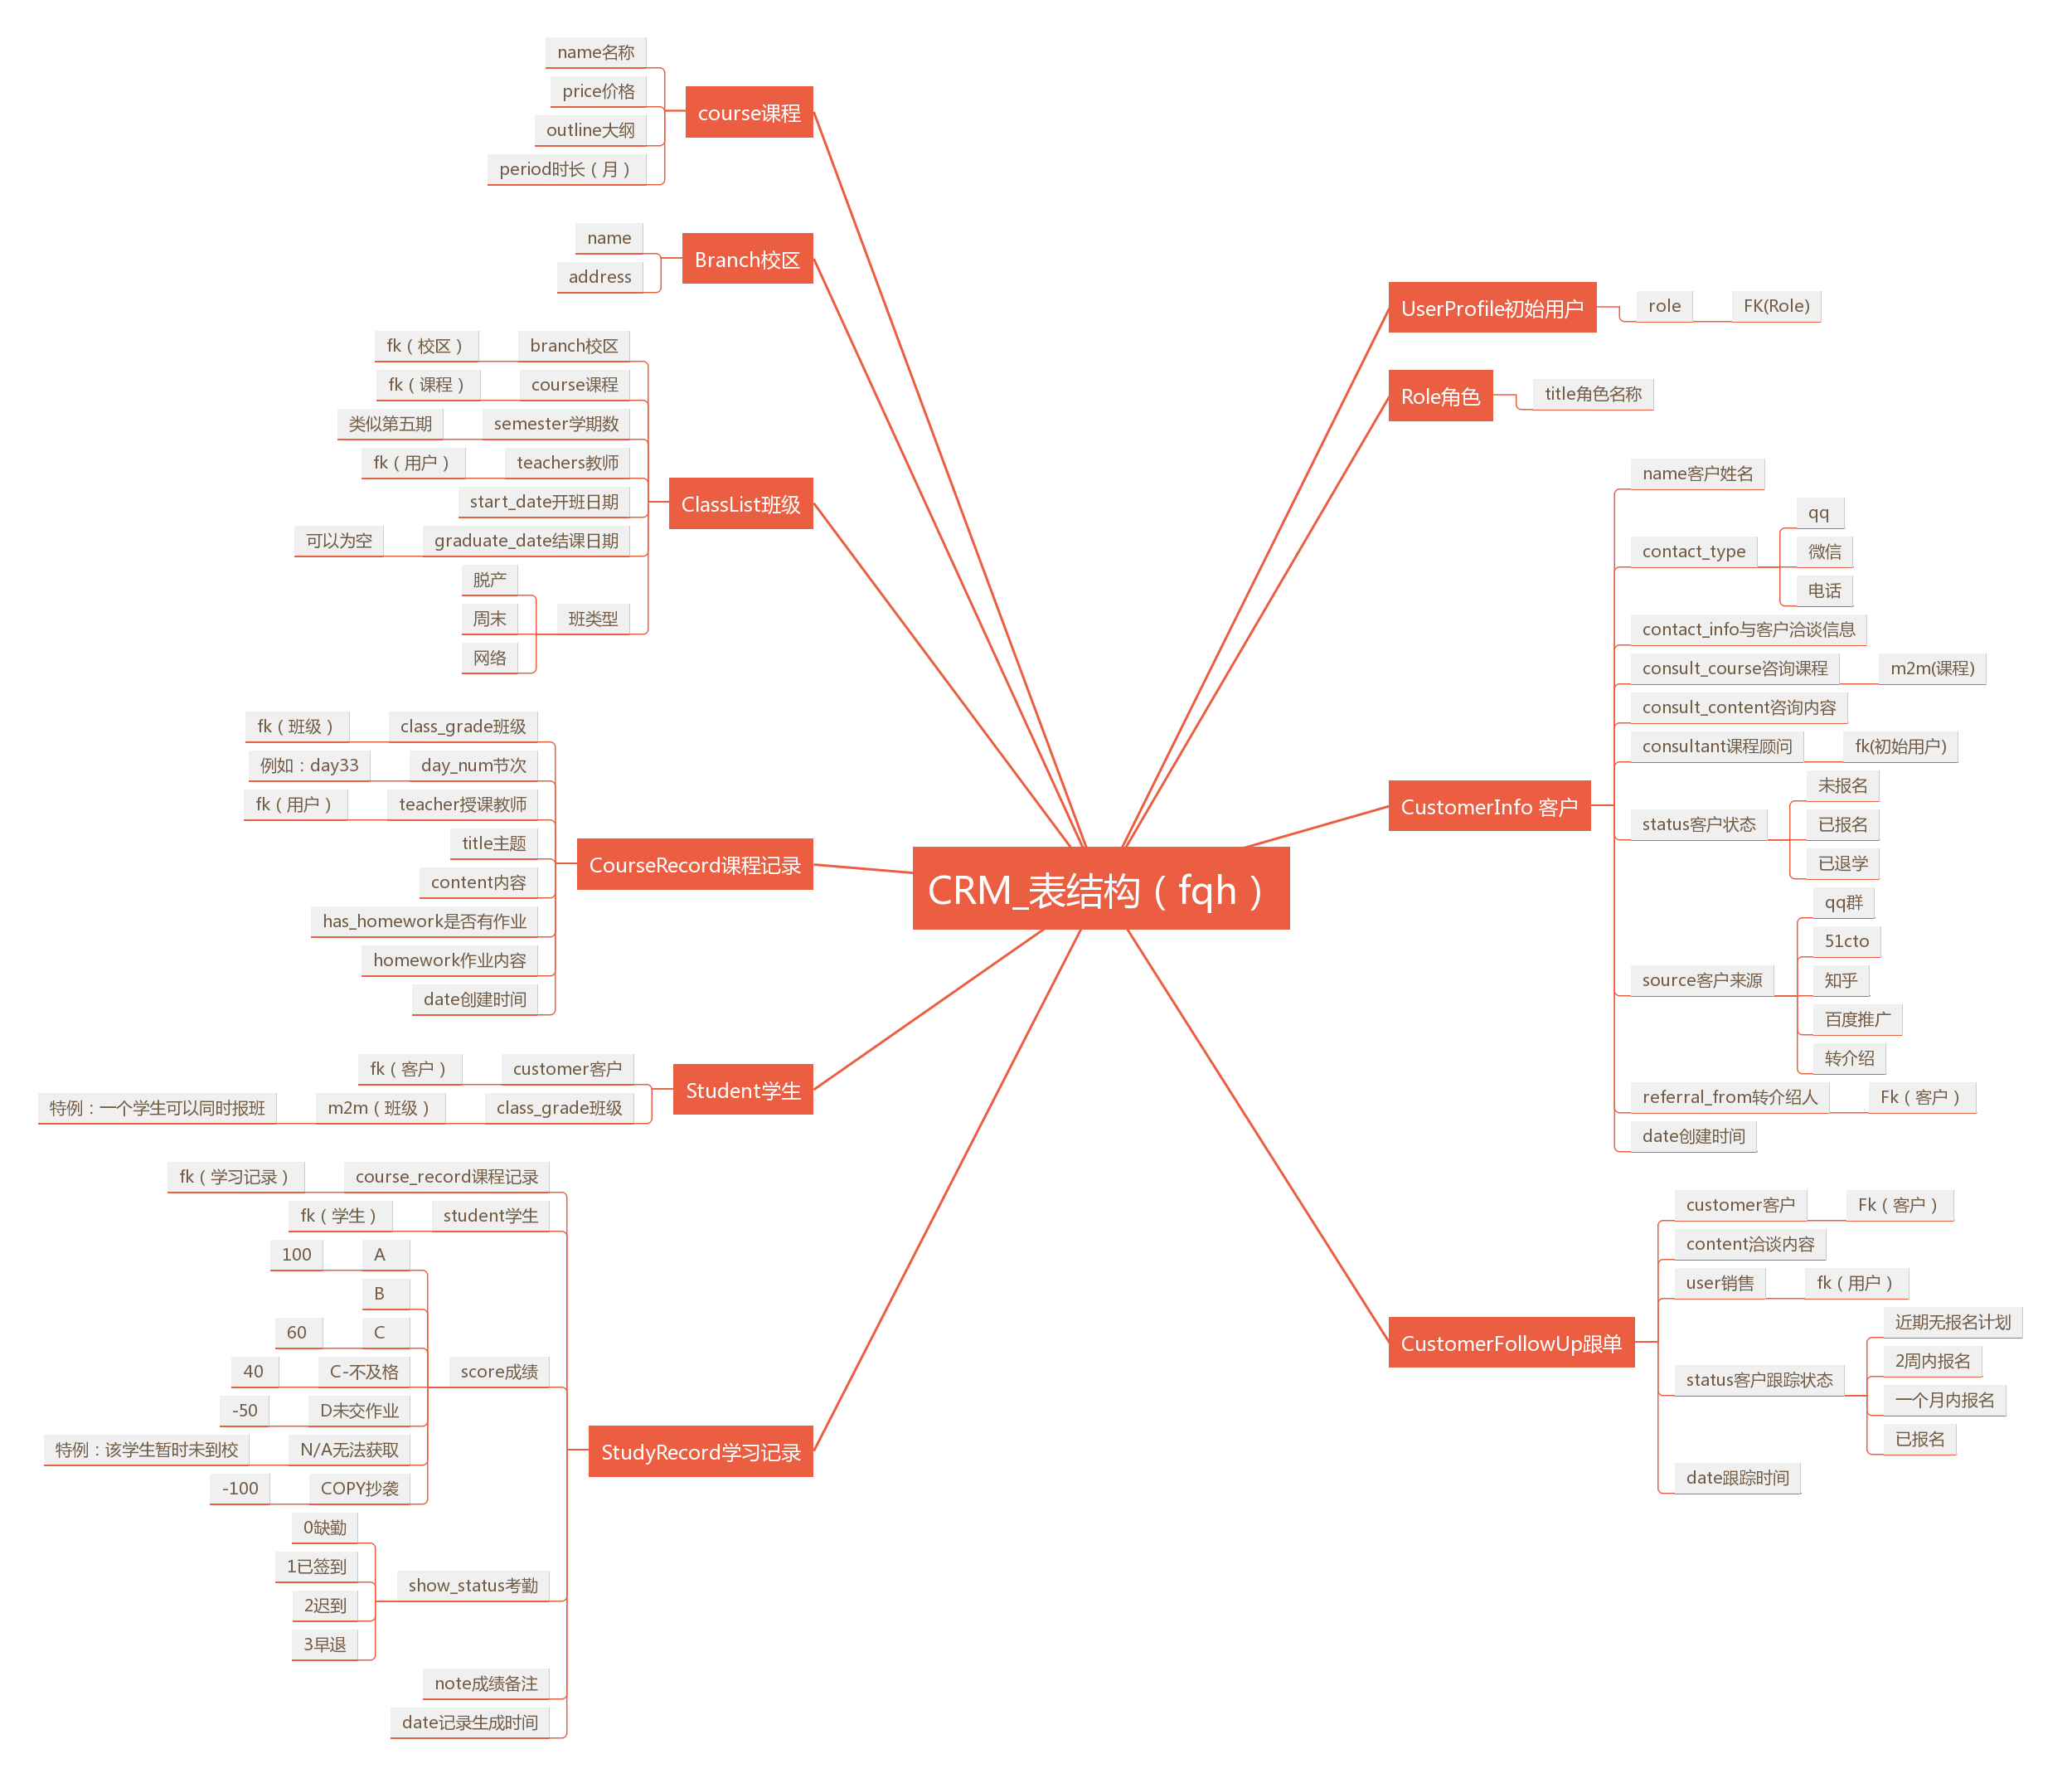 CRM_表结构（fqh）
course课程
name名称
price价格
outline大纲
period时长（月）
Branch校区
name
address
ClassList班级
branch校区
fk（校区）
course课程
fk（课程）
semester学期数
类似第五期
teachers教师
fk（用户）
start_date开班日期
graduate_date结课日期
可以为空
班类型
脱产
周末
网络
CourseRecord课程记录
class_grade班级
fk（班级）
day_num节次
例如：day33
teacher授课教师
fk（用户）
title主题
content内容
has_homework是否有作业
homework作业内容
date创建时间
Student学生
customer客户
fk（客户）
class_grade班级
m2m（班级）
特例：一个学生可以同时报班
StudyRecord学习记录
course_record课程记录
fk（学习记录）
student学生
fk（学生）
score成绩
A
100
B
C
60
C-不及格
40
D未交作业
-50
N/A无法获取
特例：该学生暂时未到校
COPY抄袭
-100
show_status考勤
0缺勤
1已签到
2迟到
3早退
note成绩备注
date记录生成时间
UserProfile初始用户
role
FK(Role)
Role角色
title角色名称
CustomerInfo 客户
name客户姓名
contact_type
qq
微信
电话
contact_info与客户洽谈信息
consult_course咨询课程
m2m(课程)
consult_content咨询内容
consultant课程顾问
fk(初始用户)
status客户状态
未报名
已报名
已退学
source客户来源
qq群
51cto
知乎
百度推广
转介绍
referral_from转介绍人
Fk（客户）
date创建时间
CustomerFollowUp跟单
customer客户
Fk（客户）
content洽谈内容
user销售
fk（用户）
status客户跟踪状态
近期无报名计划
2周内报名
一个月内报名
已报名
date跟踪时间